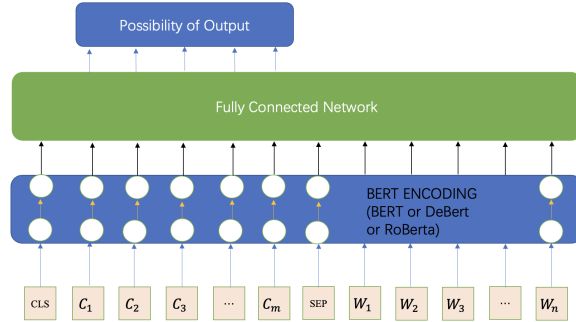 Possibility of Output
Fully Connected Network
BERT ENCODING
(BERT or DeBert
or RoBerta)
CLS C₁ C₂ C₃ ... Cₘ SEP W₁ W₂ W₃ ... Wₙ